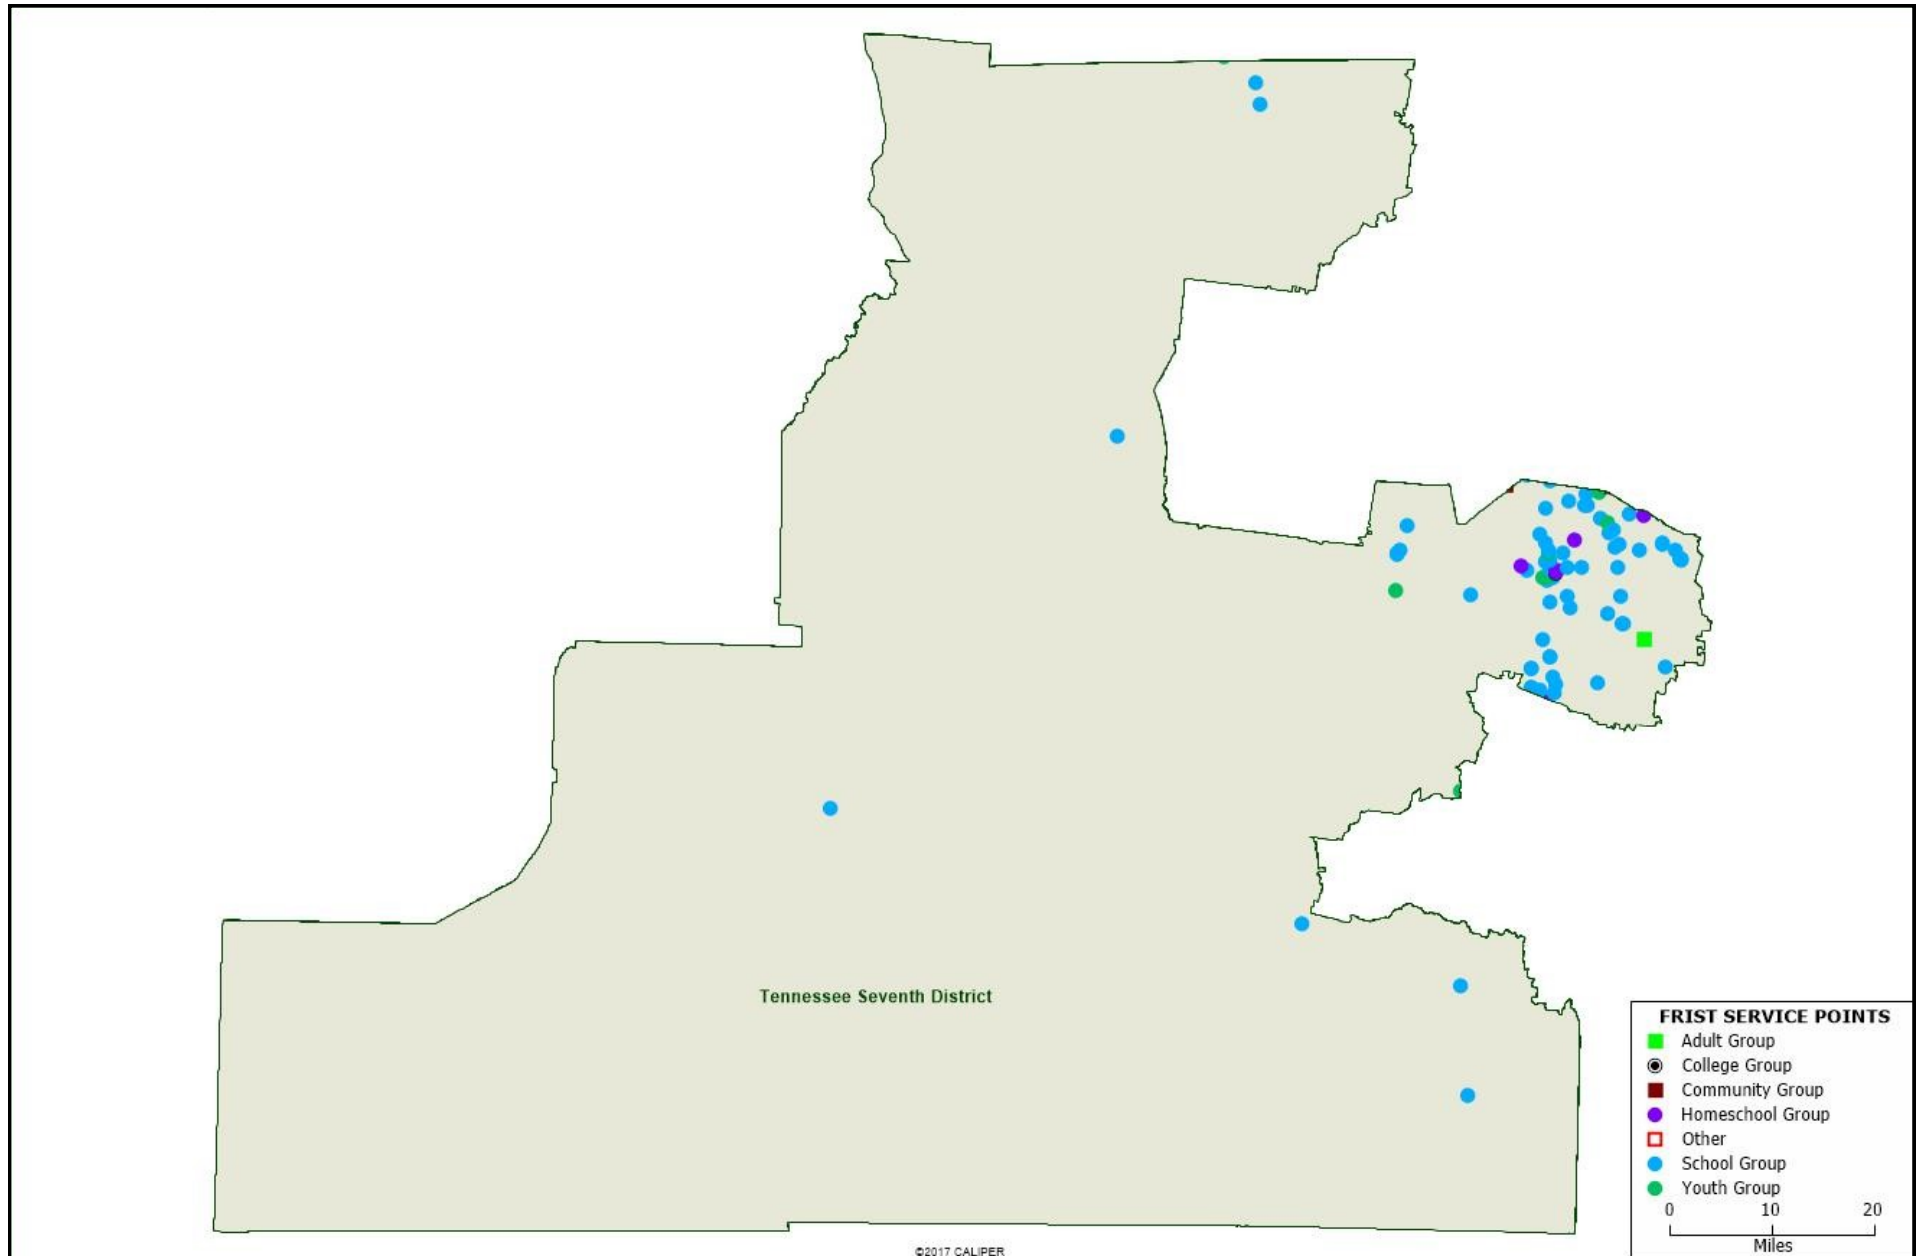 Tennessee Seventh District
FRIST SERVICE POINTS
Adult Group
College Group
Community Group
Homeschool Group
Other
School Group
Youth Group
0 10 20
Miles
©2017 CALIPER